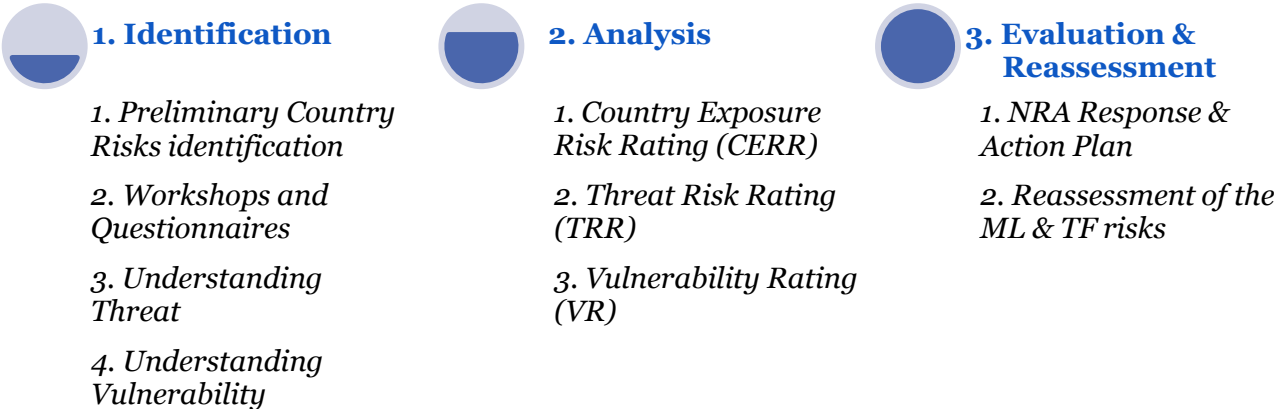 1. Identification
1. Preliminary Country
Risks identification
2. Workshops and
Questionnaires
3. Understanding
Threat
4. Understanding
Vulnerability
2. Analysis
1. Country Exposure
Risk Rating (CERR)
2. Threat Risk Rating
(TRR)
3. Vulnerability Rating
(VR)
3. Evaluation &
Reassessment
1. NRA Response &
Action Plan
2. Reassessment of the
ML & TF risks